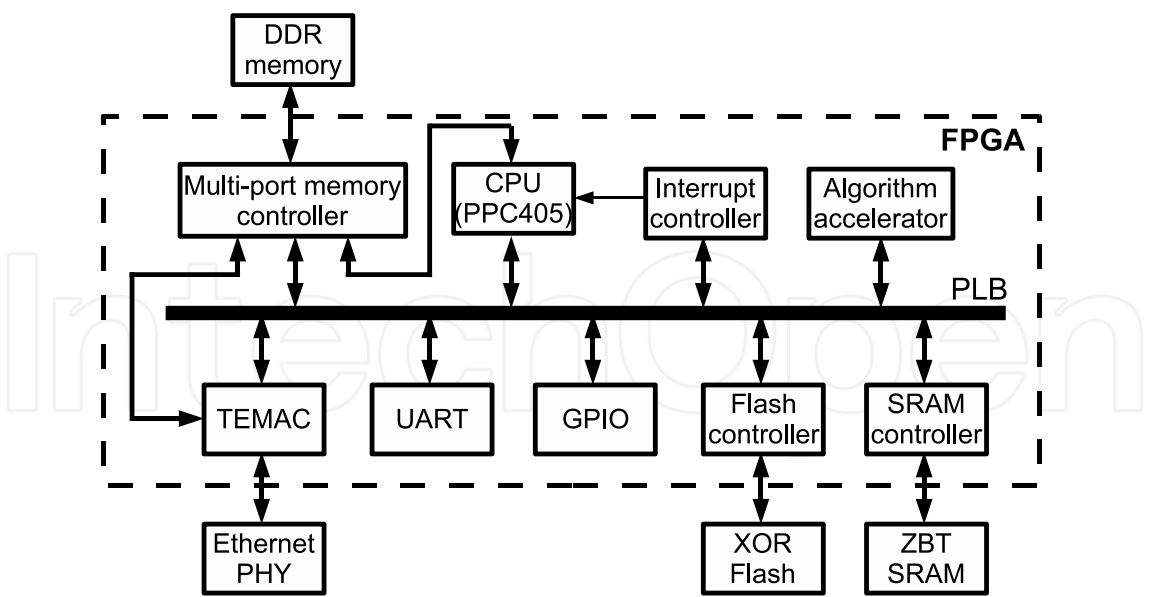 DDR
memory
FPGA
Multi-port memory
controller
CPU
(PPC405)
Interrupt
controller
Algorithm
accelerator
PLB
IntechOpen
TEMAC
UART
GPIO
Flash
controller
SRAM
controller
Ethernet
PHY
XOR
Flash
ZBT
SRAM